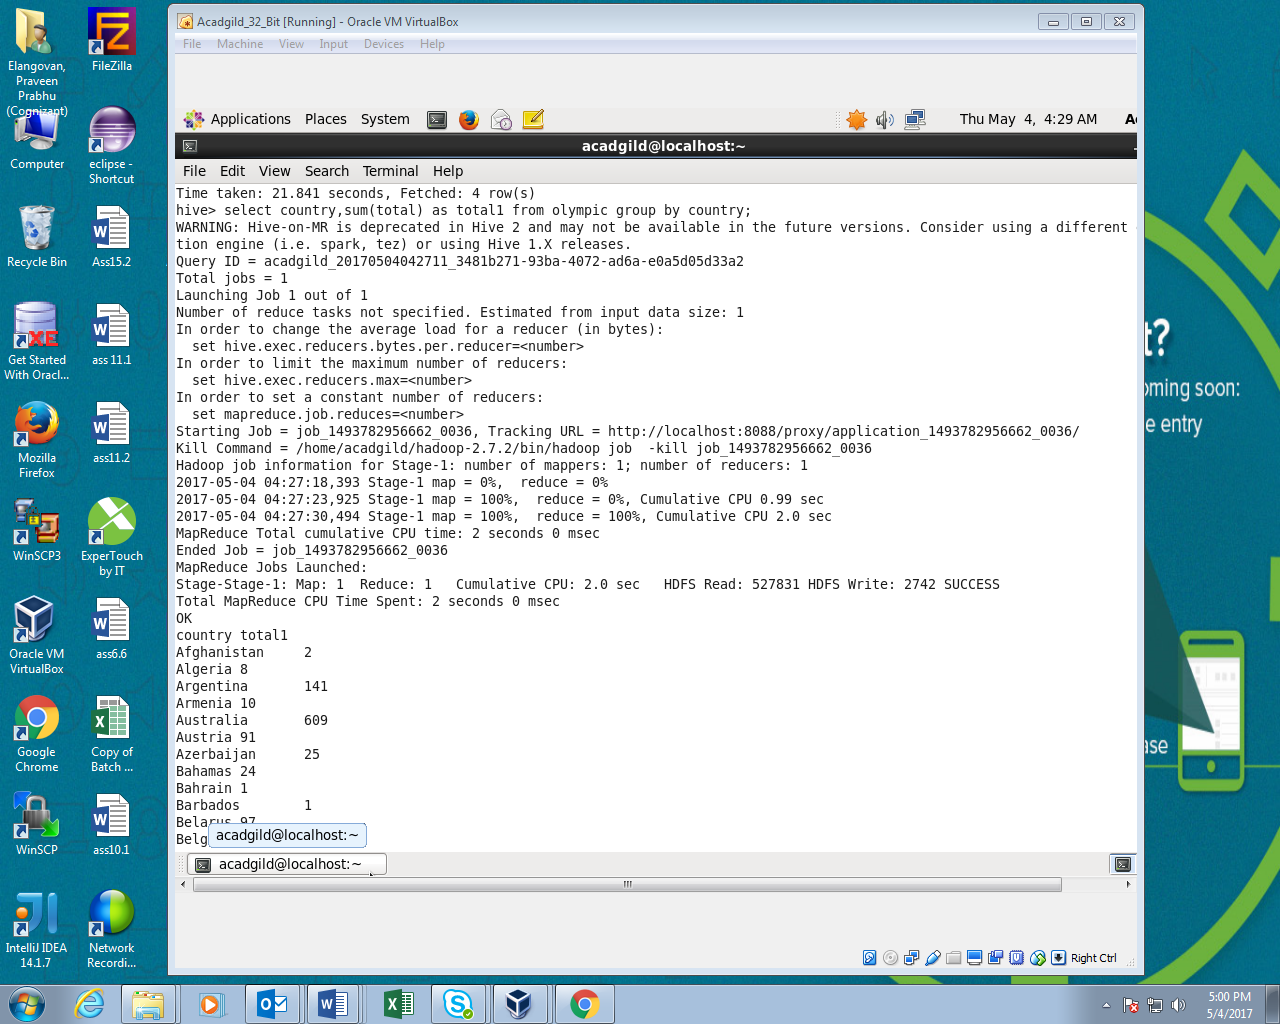 Acadgild_32_Bit [Running] - Oracle VM VirtualBox
File Machine View Input Devices Help
Applications Places System
Thu May 4, 4:29 AM
acadgild@localhost:~
File Edit View Search Terminal Help
Time taken: 21.841 seconds, Fetched: 4 row(s)
hive> select country,sum(total) as total1 from olympic group by country;
WARNING: Hive-on-MR is deprecated in Hive 2 and may not be available in the future versions. Consider using a different
tion engine (i.e. spark, tez) or using Hive 1.X releases.
Query ID = acadgild_20170504042711_3481b271-93ba-4072-ad6a-e0a5d05d33a2
Total jobs = 1
Launching Job 1 out of 1
Number of reduce tasks not specified. Estimated from input data size: 1
In order to change the average load for a reducer (in bytes):
set hive.exec.reducers.bytes.per.reducer=<number>
In order to limit the maximum number of reducers:
set hive.exec.reducers.max=<number>
In order to set a constant number of reducers:
set mapreduce.job.reduces=<number>
Starting Job = job_1493782956662_0036, Tracking URL = http://localhost:8088/proxy/application_1493782956662_0036/
Kill Command = /home/acadgild/hadoop-2.7.2/bin/hadoop job  -kill job_1493782956662_0036
Hadoop job information for Stage-1: number of mappers: 1; number of reducers: 1
2017-05-04 04:27:18,393 Stage-1 map = 0%,  reduce = 0%
2017-05-04 04:27:23,925 Stage-1 map = 100%,  reduce = 0%, Cumulative CPU 0.99 sec
2017-05-04 04:27:30,494 Stage-1 map = 100%,  reduce = 100%, Cumulative CPU 2.0 sec
MapReduce Total cumulative CPU time: 2 seconds 0 msec
Ended Job = job_1493782956662_0036
MapReduce Jobs Launched:
Stage-Stage-1: Map: 1  Reduce: 1   Cumulative CPU: 2.0 sec   HDFS Read: 527831 HDFS Write: 2742 SUCCESS
Total MapReduce CPU Time Spent: 2 seconds 0 msec
OK
country total1
Afghanistan 2
Algeria 8
Argentina 141
Armenia 10
Australia 609
Austria 91
Azerbaijan 25
Bahamas 24
Bahrain 1
Barbados 1
Belarus 97
Belg
acadgild@localhost:~
acadgild@localhost:~
Right Ctrl
Elangovan,
Praveen
Prabhu
(Cognizant)
FileZilla
Computer
eclipse -
Shortcut
Recycle Bin
Ass15.2
Get Started
With Oracl...
ass 11.1
Mozilla
Firefox
ass11.2
WinSCP3
ExperTouch
by IT
Oracle VM
VirtualBox
ass6.6
Google
Chrome
Copy of
Batch ...
WinSCP
ass10.1
IntelliJ IDEA
14.1.7
Network
Recordi...
t?
oming soon:
e entry
ase
5:00 PM
5/4/2017